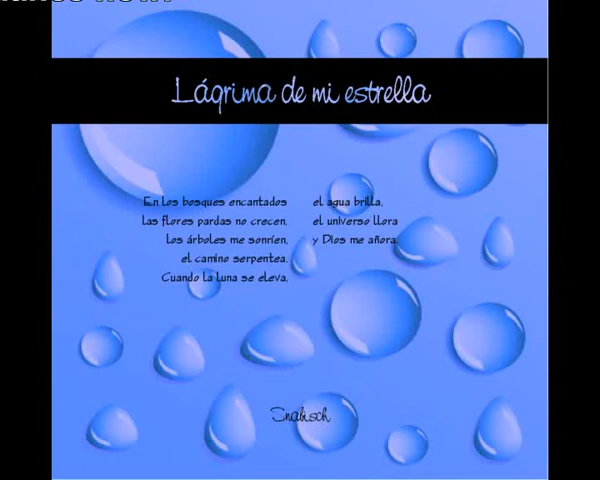 Lágrima de mi estrella
En los bosques encantados
las flores pardas no crecen,
los árboles me sonríen,
el camino serpentea.
Cuando la luna se eleva,
el agua brilla,
el universo llora
y Dios me añora.